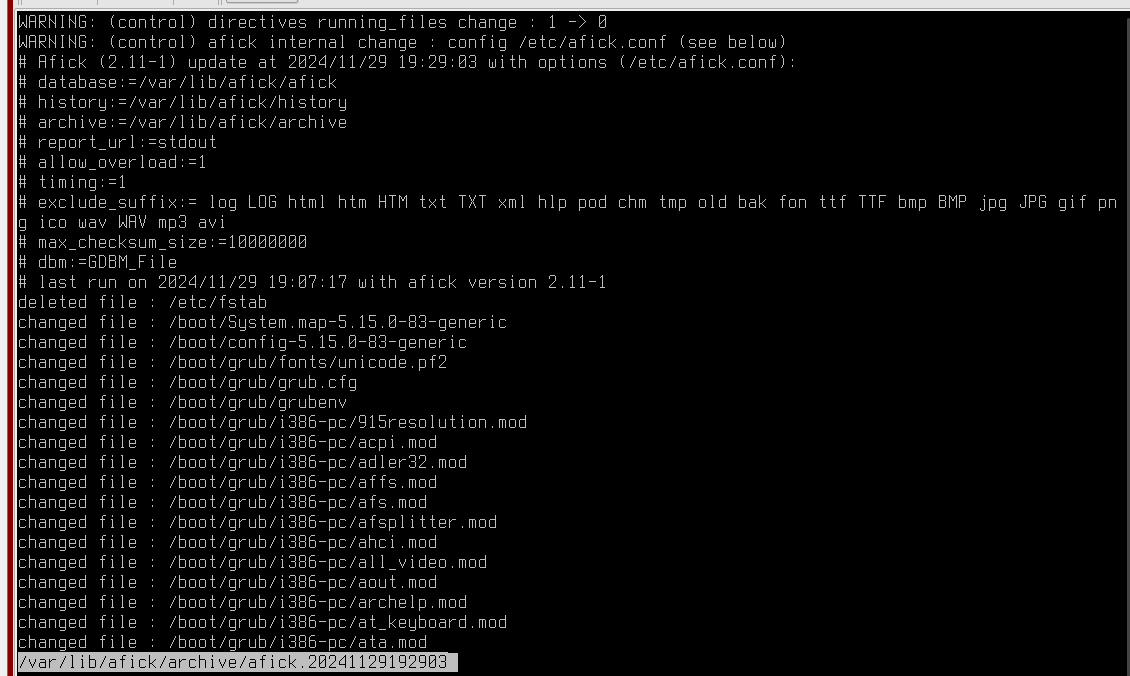 WARNING: (control) directives running_files change : 1 -> 0
WARNING: (control) afick internal change : config /etc/afick.conf (see below)
# Afick (2.11-1) update at 2024/11/29 19:29:03 with options (/etc/afick.conf):
# database:=/var/lib/afick/afick
# history:=/var/lib/afick/history
# archive:=/var/lib/afick/archive
# report_url:=stdout
# allow_overload:=1
# timing:=1
# exclude_suffix:= log LOG html htm HTM txt TXT xml hlp pod chm tmp old bak fon ttf TTF bmp BMP jpg JPG gif pn
g ico wav WAV mp3 avi
# max_checksum_size:=10000000
# dbm:=GDBM_File
# last run on 2024/11/29 19:07:17 with afick version 2.11-1
deleted file : /etc/fstab
changed file : /boot/System.map-5.15.0-83-generic
changed file : /boot/config-5.15.0-83-generic
changed file : /boot/grub/fonts/unicode.pf2
changed file : /boot/grub/grub.cfg
changed file : /boot/grub/grubenv
changed file : /boot/grub/i386-pc/915resolution.mod
changed file : /boot/grub/i386-pc/acpi.mod
changed file : /boot/grub/i386-pc/adler32.mod
changed file : /boot/grub/i386-pc/affs.mod
changed file : /boot/grub/i386-pc/afs.mod
changed file : /boot/grub/i386-pc/afsplitter.mod
changed file : /boot/grub/i386-pc/ahci.mod
changed file : /boot/grub/i386-pc/all_video.mod
changed file : /boot/grub/i386-pc/aout.mod
changed file : /boot/grub/i386-pc/archelp.mod
changed file : /boot/grub/i386-pc/at_keyboard.mod
changed file : /boot/grub/i386-pc/ata.mod
/var/lib/afick/archive/afick.20241129192903